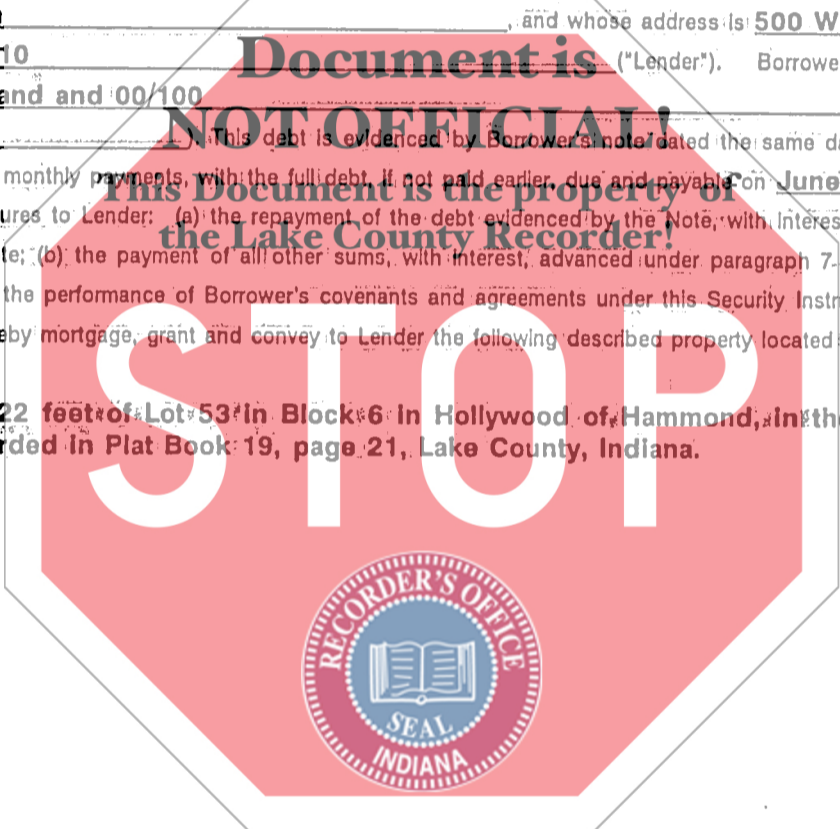 , and whose address is 500 W
10
Document is
("Lender"). Borrowe
and and 00/100
NOT OFFICIAL!
). This debt is evidenced by Borrower's note dated the same d
monthly payments, with the full debt, if not paid earlier, due and payable on June
This Document is the property of
ures to Lender: (a) the repayment of the debt evidenced by the Note, with interes
the Lake County Recorder!
te; (b) the payment of all other sums, with interest, advanced under paragraph 7
the performance of Borrower's covenants and agreements under this Security Instr
eby mortgage, grant and convey to Lender the following described property located
STOP
22 feet of Lot 53 in Block 6 in Hollywood of Hammond, in the
rded in Plat Book 19, page 21, Lake County, Indiana.
RECORDER'S OFFICE
SEAL
INDIANA